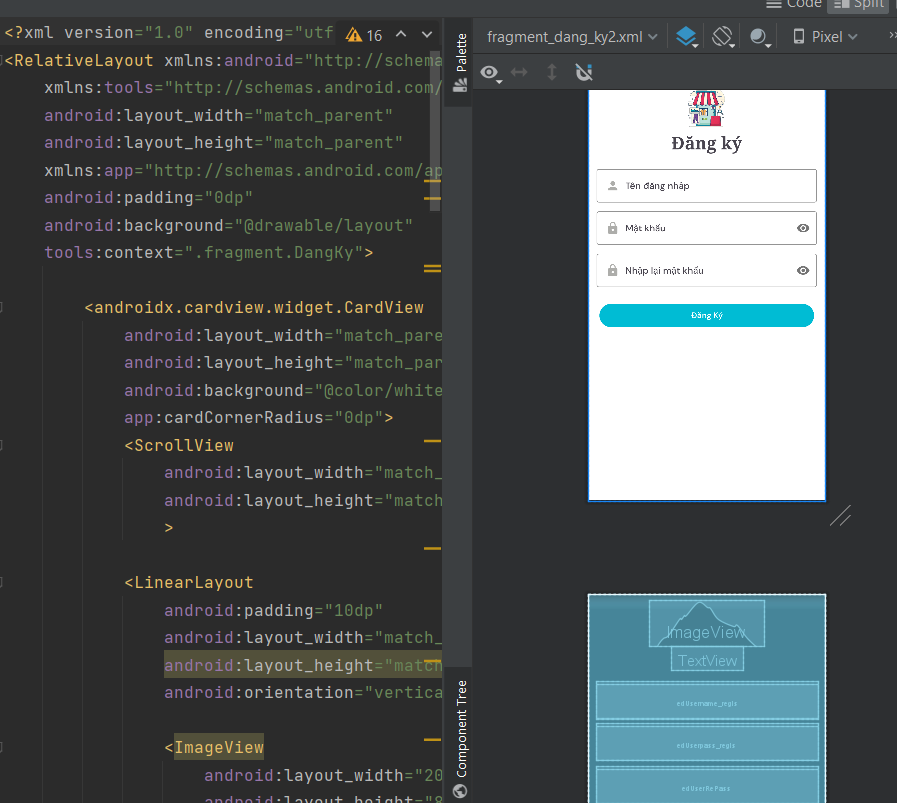 Code
Split
<?xml version="1.0" encoding="utf
16
<RelativeLayout xmlns:android="http://schema
xmlns:tools="http://schemas.android.com/
android:layout_width="match_parent"
android:layout_height="match_parent"
xmlns:app="http://schemas.android.com/ap
android:padding="0dp"
android:background="@drawable/layout"
tools:context=".fragment.DangKy">
<androidx.cardview.widget.CardView
android:layout_width="match_pare
android:layout_height="match_par
android:background="@color/white
app:cardCornerRadius="0dp">
<ScrollView
android:layout_width="match_
android:layout_height="match
>
<LinearLayout
android:padding="10dp"
android:layout_width="match_
android:layout_height="match
android:orientation="vertica
<ImageView
android:layout_width="20
android:layout_height="8
Palette
Component Tree
fragment_dang_ky2.xml
Pixel
Đăng ký
Tên đăng nhập
Mật khẩu
Nhập lại mật khẩu
Đăng Ký
ImageView
TextView
edUsername_regis
edUserpass_regis
edUserRePass